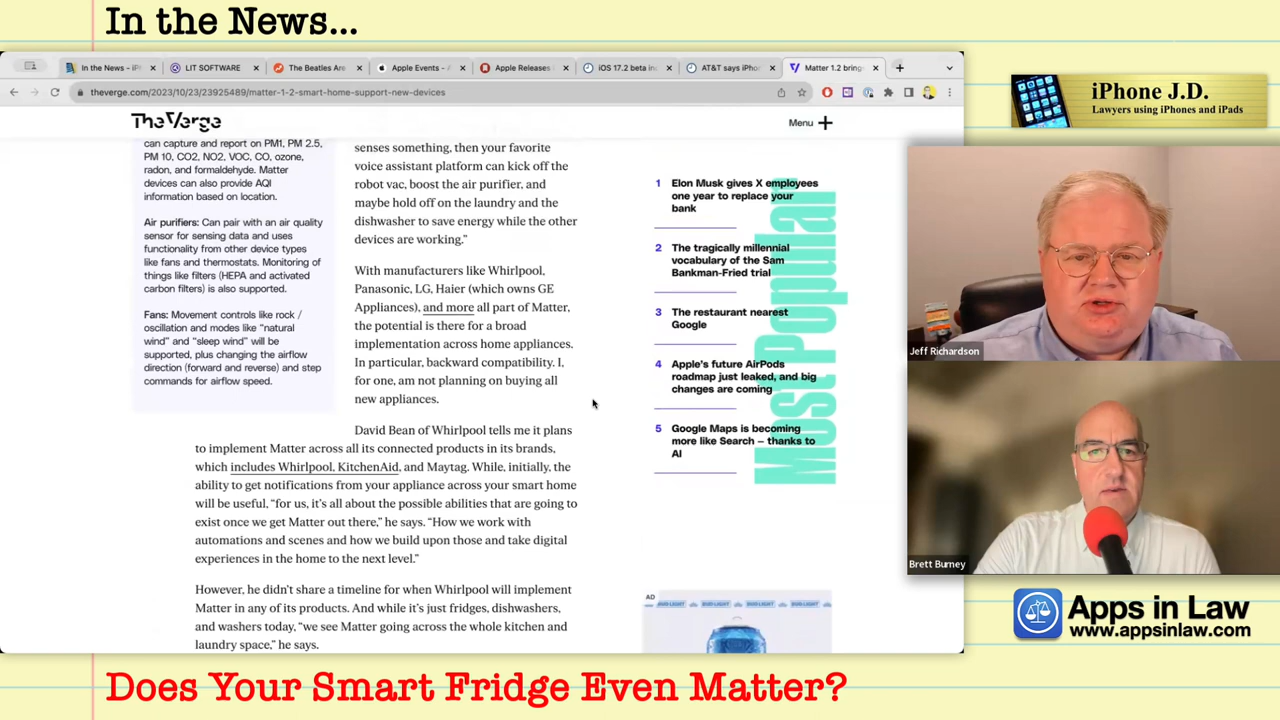 In the News...
In the News – iP
LIT SOFTWARE
The Beatles Are
Apple Events - A
Apple Releases
iOS 17.2 beta in
AT&T says iPho
Matter 1.2 bring
theverge.com/2023/10/23/23925489/matter-1-2-smart-home-support-new-devices
TheVerge
Menu
can capture and report on PM1, PM 2.5,
PM 10, CO2, NO2, VOC, CO, ozone,
radon, and formaldehyde. Matter
devices can also provide AQI
information based on location.
Air purifiers: Can pair with an air quality
sensor for sensing data and uses
functionality from other device types
like fans and thermostats. Monitoring of
things like filters (HEPA and activated
carbon filters) is also supported.
Fans: Movement controls like rock /
oscillation and modes like “natural
wind” and “sleep wind” will be
supported, plus changing the airflow
direction (forward and reverse) and step
commands for airflow speed.
senses something, then your favorite
voice assistant platform can kick off the
robot vac, boost the air purifier, and
maybe hold off on the laundry and the
dishwasher to save energy while the other
devices are working.”
With manufacturers like Whirlpool,
Panasonic, LG, Haier (which owns GE
Appliances), and more all part of Matter,
the potential is there for a broad
implementation across home appliances.
In particular, backward compatibility. I,
for one, am not planning on buying all
new appliances.
David Bean of Whirlpool tells me it plans
to implement Matter across all its connected products in its brands,
which includes Whirlpool, KitchenAid, and Maytag. While, initially, the
ability to get notifications from your appliance across your smart home
will be useful, “for us, it’s all about the possible abilities that are going to
exist once we get Matter out there,” he says. “How we work with
automations and scenes and how we build upon those and take digital
experiences in the home to the next level.”
However, he didn’t share a timeline for when Whirlpool will implement
Matter in any of its products. And while it’s just fridges, dishwashers,
and washers today, “we see Matter going across the whole kitchen and
laundry space,” he says.
Most Popular
1 Elon Musk gives X employees
one year to replace your
bank
2 The tragically millennial
vocabulary of the Sam
Bankman-Fried trial
3 The restaurant nearest
Google
4 Apple’s future AirPods
roadmap just leaked, and big
changes are coming
5 Google Maps is becoming
more like Search — thanks to
AI
AD
BUD LIGHT BUD LIGHT BUD LIGHT BUD LIGHT
iPhone J.D.
Lawyers using iPhones and iPads
Jeff Richardson
Brett Burney
Apps in Law
www.appsinlaw.com
Does Your Smart Fridge Even Matter?